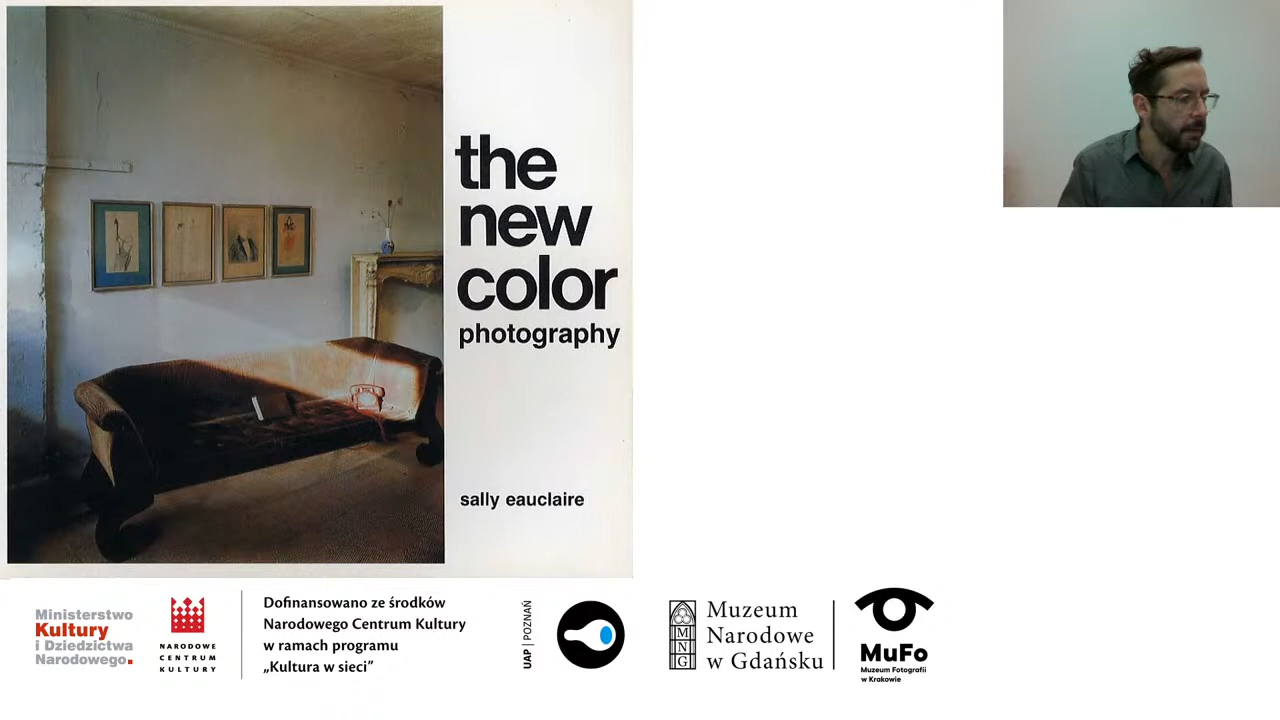 the
new
color
photography
sally eauclaire
Ministerstwo
Kultury
i Dziedzictwa
Narodowego.
NARODOWE
CENTRUM
KULTURY
Dofinansowano ze środków
Narodowego Centrum Kultury
w ramach programu
„Kultura w sieci”
UAP | POZNAŃ
MNG
Muzeum
Narodowe
w Gdańsku
MuFo
Muzeum Fotografii
w Krakowie